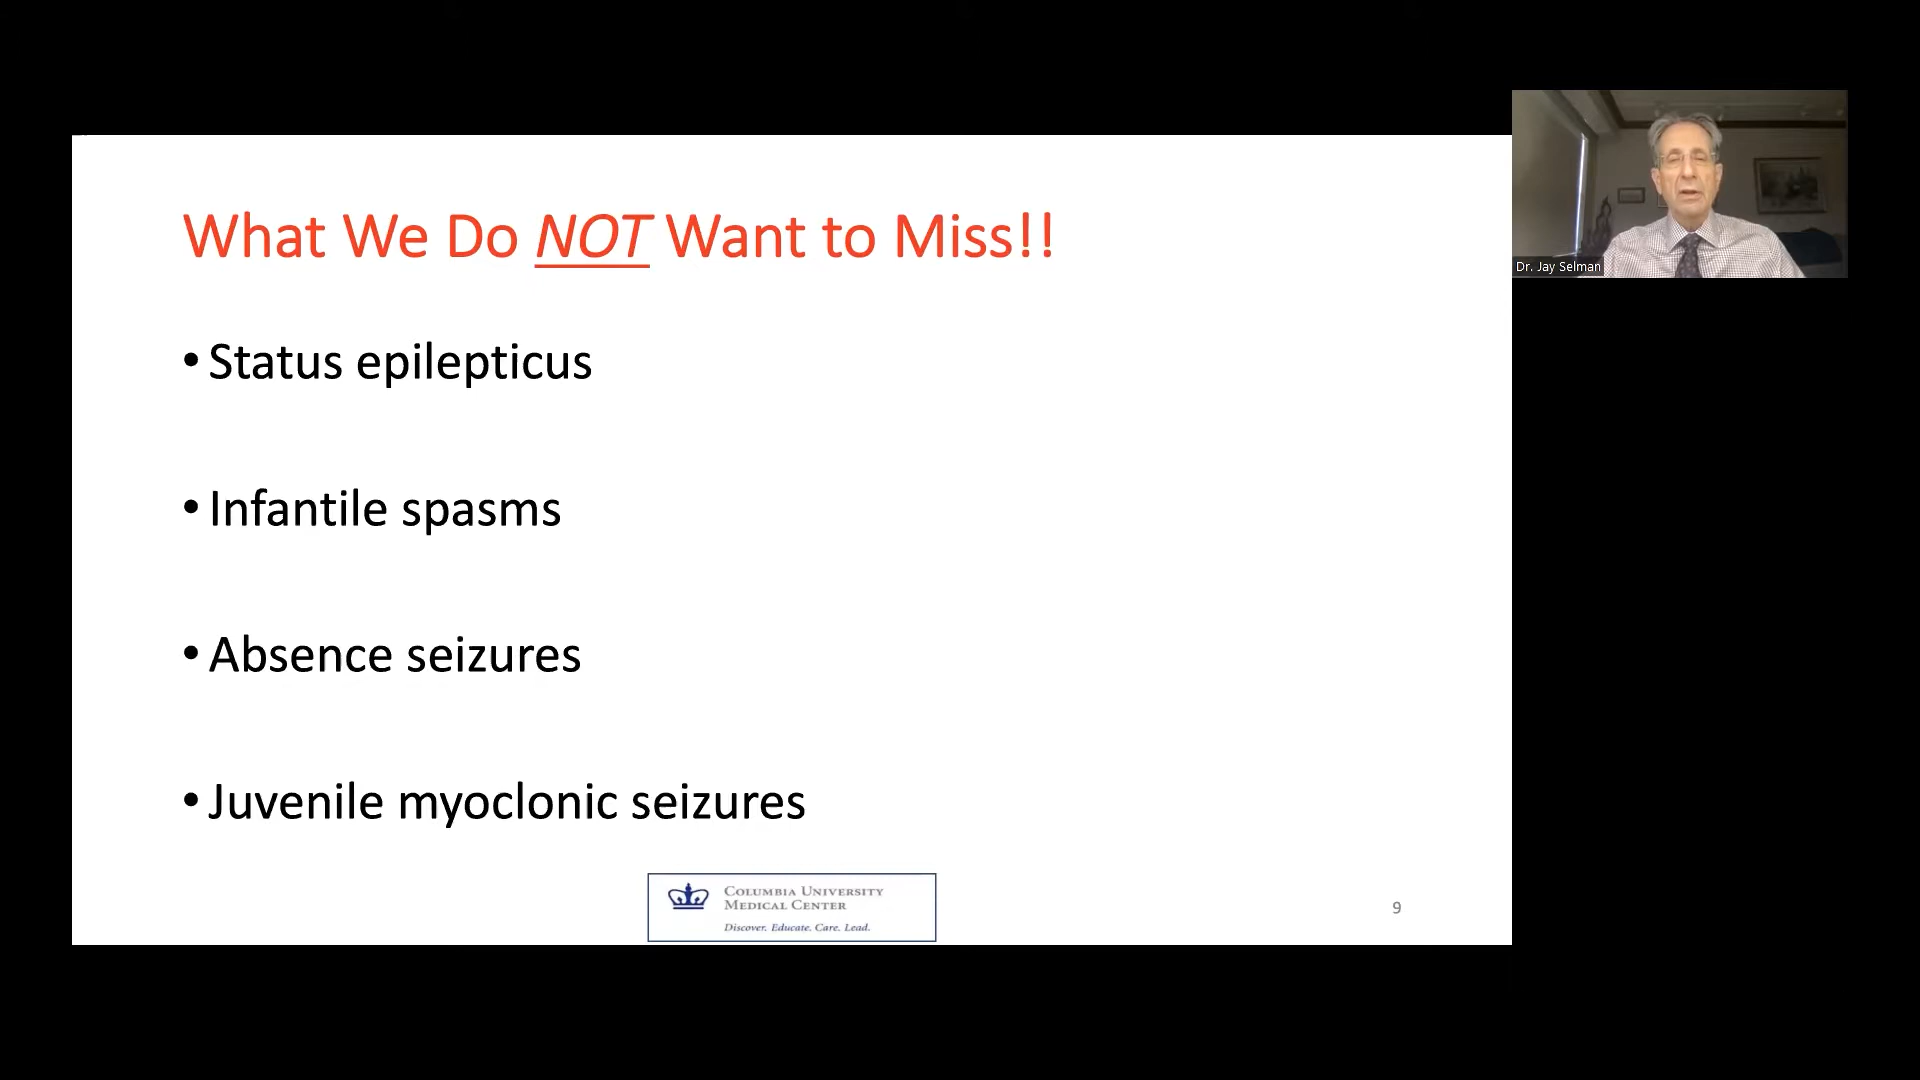 What We Do NOT Want to Miss!!
• Status epilepticus
• Infantile spasms
• Absence seizures
• Juvenile myoclonic seizures
COLUMBIA UNIVERSITY
MEDICAL CENTER
Discover. Educate. Care. Lead.
9
Dr. Jay Selman